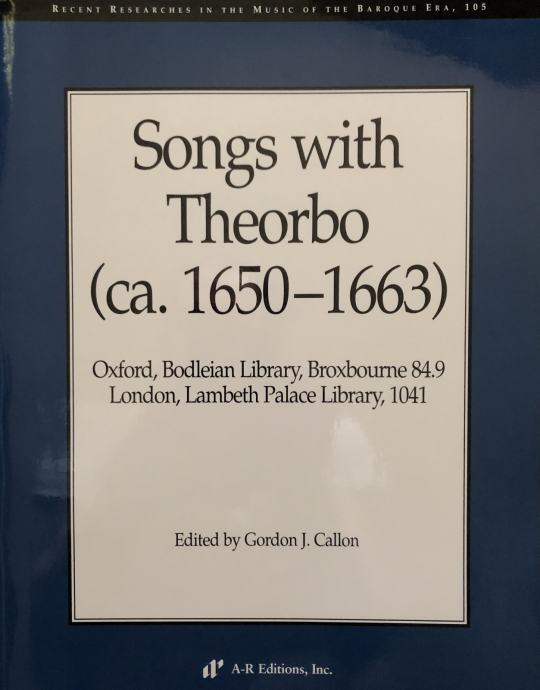 RECENT RESEARCHES IN THE MUSIC OF THE BAROQUE ERA, 105
Songs with
Theorbo
(ca. 1650–1663)
Oxford, Bodleian Library, Broxbourne 84.9
London, Lambeth Palace Library, 1041
Edited by Gordon J. Callon
A-R Editions, Inc.